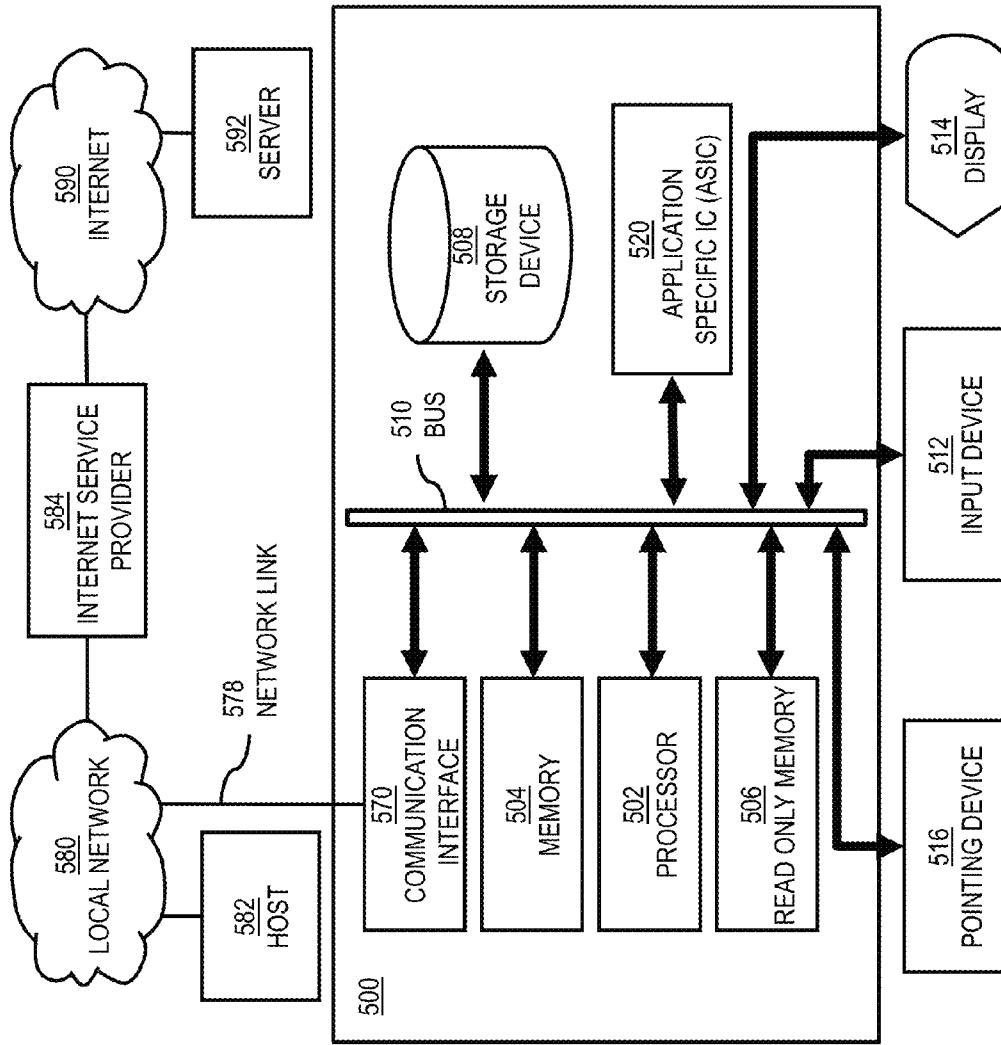 580
LOCAL NETWORK
584
INTERNET SERVICE
PROVIDER
590
INTERNET
582
HOST
578
NETWORK LINK
592
SERVER
500
570
COMMUNICATION
INTERFACE
504
MEMORY
502
PROCESSOR
506
READ ONLY MEMORY
510
BUS
508
STORAGE
DEVICE
520
APPLICATION
SPECIFIC IC (ASIC)
516
POINTING DEVICE
512
INPUT DEVICE
514
DISPLAY